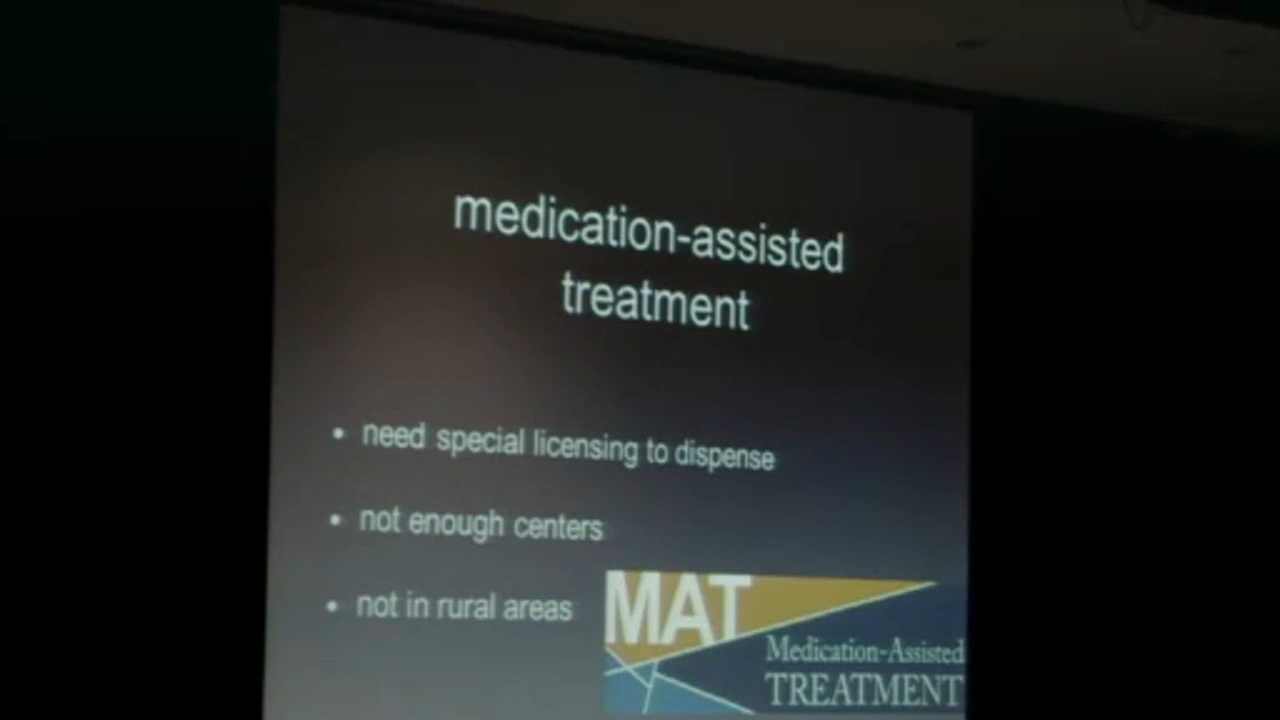 medication-assisted
treatment
• need special licensing to dispense
• not enough centers
• not in rural areas
MAT
Medication-Assisted
TREATMENT